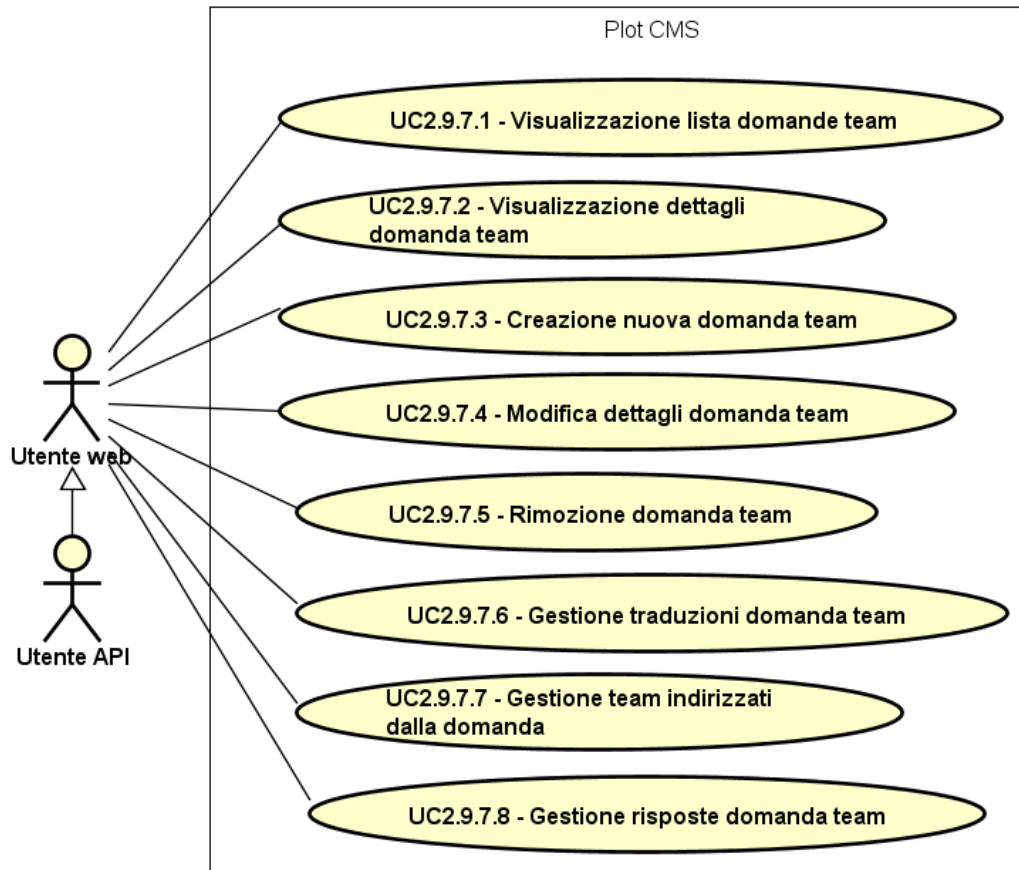 Plot CMS
UC2.9.7.1 - Visualizzazione lista domande team
UC2.9.7.2 - Visualizzazione dettagli
domanda team
UC2.9.7.3 - Creazione nuova domanda team
UC2.9.7.4 - Modifica dettagli domanda team
Utente web
UC2.9.7.5 - Rimozione domanda team
UC2.9.7.6 - Gestione traduzioni domanda team
Utente API
UC2.9.7.7 - Gestione team indirizzati
dalla domanda
UC2.9.7.8 - Gestione risposte domanda team